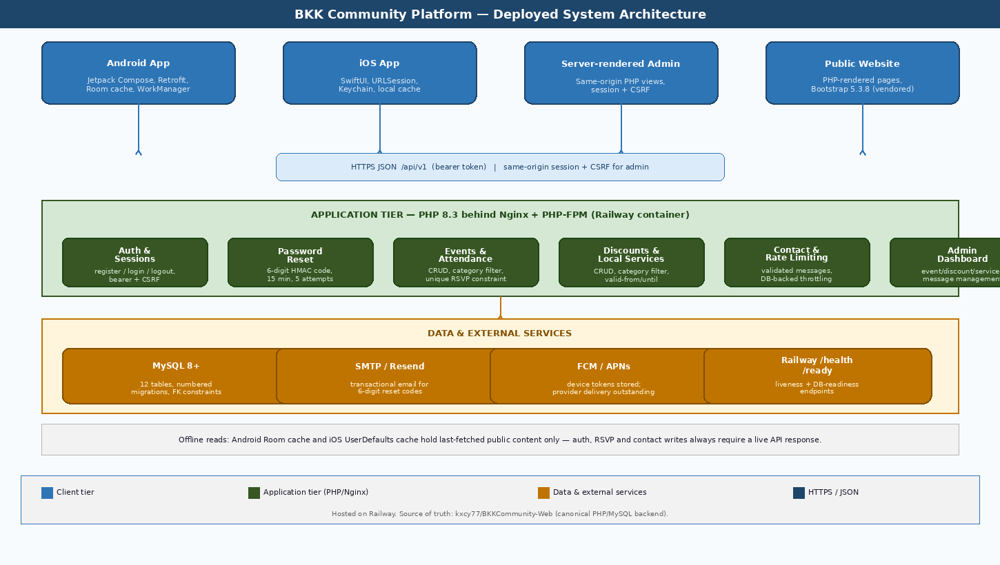 BKK Community Platform — Deployed System Architecture
Android App
Jetpack Compose, Retrofit,
Room cache, WorkManager
iOS App
SwiftUI, URLSession,
Keychain, local cache
Server-rendered Admin
Same-origin PHP views,
session + CSRF
Public Website
PHP-rendered pages,
Bootstrap 5.3.8 (vendored)
HTTPS JSON  /api/v1  (bearer token)   |   same-origin session + CSRF for admin
APPLICATION TIER — PHP 8.3 behind Nginx + PHP-FPM (Railway container)
Auth &
Sessions
register / login / logout,
bearer + CSRF
Password
Reset
6-digit HMAC code,
15 min, 5 attempts
Events &
Attendance
CRUD, category filter,
unique RSVP constraint
Discounts &
Local Services
CRUD, category filter,
valid-from/until
Contact &
Rate Limiting
validated messages,
DB-backed throttling
Admin
Dashboard
event/discount/service
message management
DATA & EXTERNAL SERVICES
MySQL 8+
12 tables, numbered
migrations, FK constraints
SMTP / Resend
transactional email for
6-digit reset codes
FCM / APNs
device tokens stored;
provider delivery outstanding
Railway /health
/ready
liveness + DB-readiness
endpoints
Offline reads: Android Room cache and iOS UserDefaults cache hold last-fetched public content only — auth, RSVP and contact writes always require a live API response.
Client tier
Application tier (PHP/Nginx)
Data & external services
HTTPS / JSON
Hosted on Railway. Source of truth: kxcy77/BKKCommunity-Web (canonical PHP/MySQL backend).